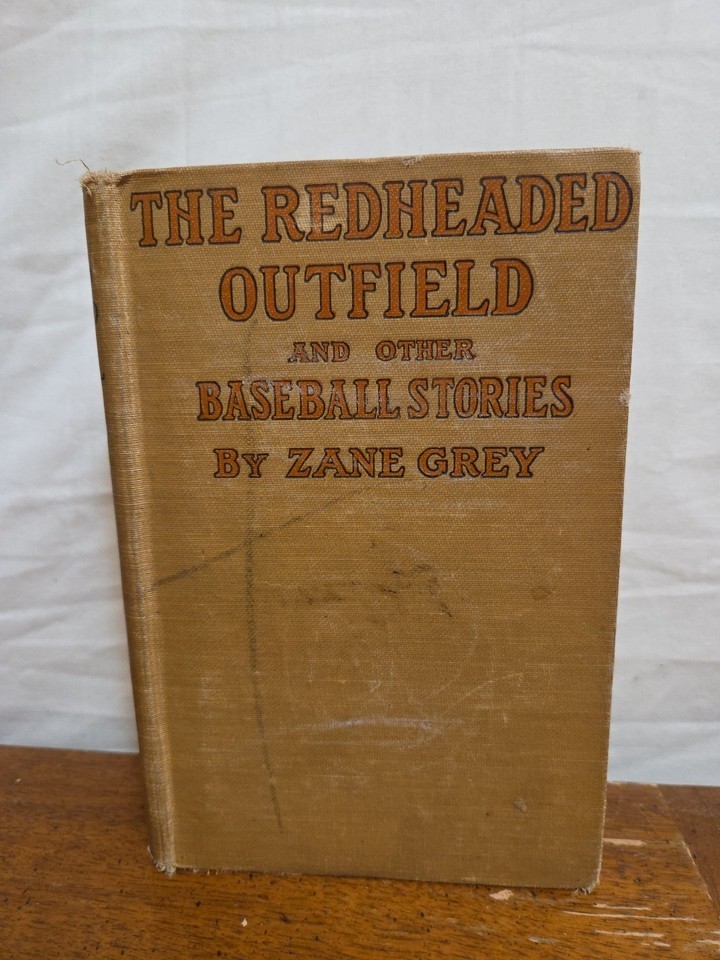 THE REDHEADED
OUTFIELD
AND OTHER
BASEBALL STORIES
BY ZANE GREY